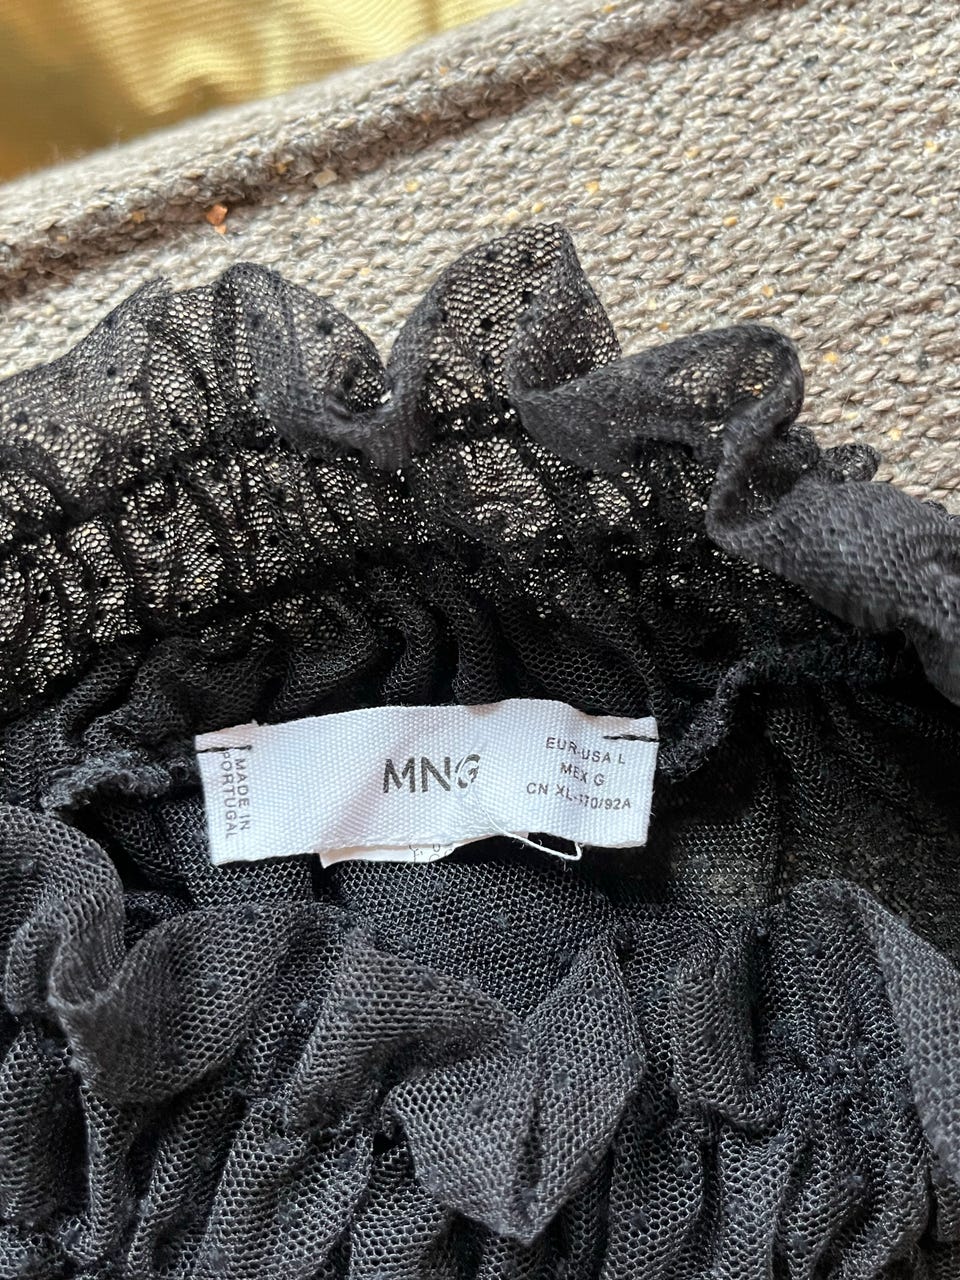 MADE IN
PORTUGAL
MNG
EUR-USA L
MEX G
CN XL-170/92A